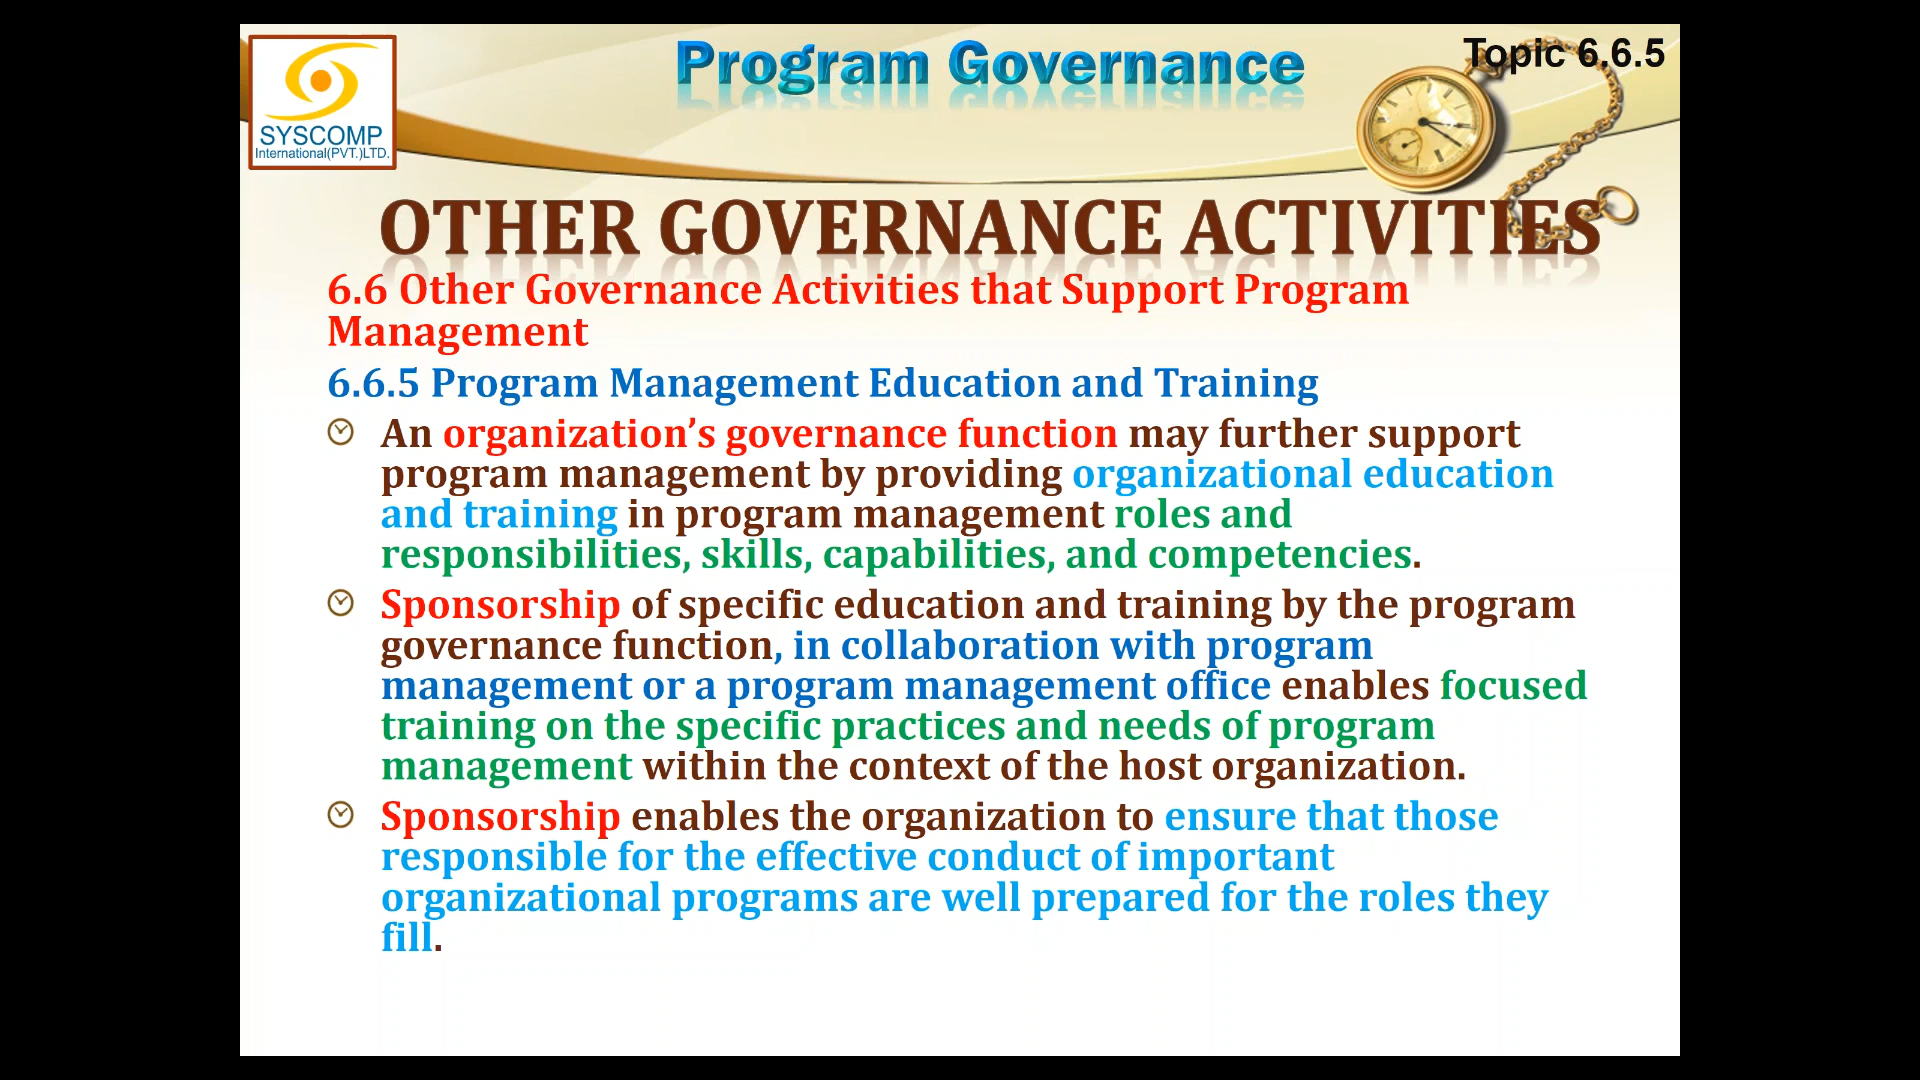 Program Governance
Topic 6.6.5
SYSCOMP
International(PVT.)LTD.
OTHER GOVERNANCE ACTIVITIES
6.6 Other Governance Activities that Support Program
Management
6.6.5 Program Management Education and Training
An organization’s governance function may further support
program management by providing organizational education
and training in program management roles and
responsibilities, skills, capabilities, and competencies.
Sponsorship of specific education and training by the program
governance function, in collaboration with program
management or a program management office enables focused
training on the specific practices and needs of program
management within the context of the host organization.
Sponsorship enables the organization to ensure that those
responsible for the effective conduct of important
organizational programs are well prepared for the roles they
fill.